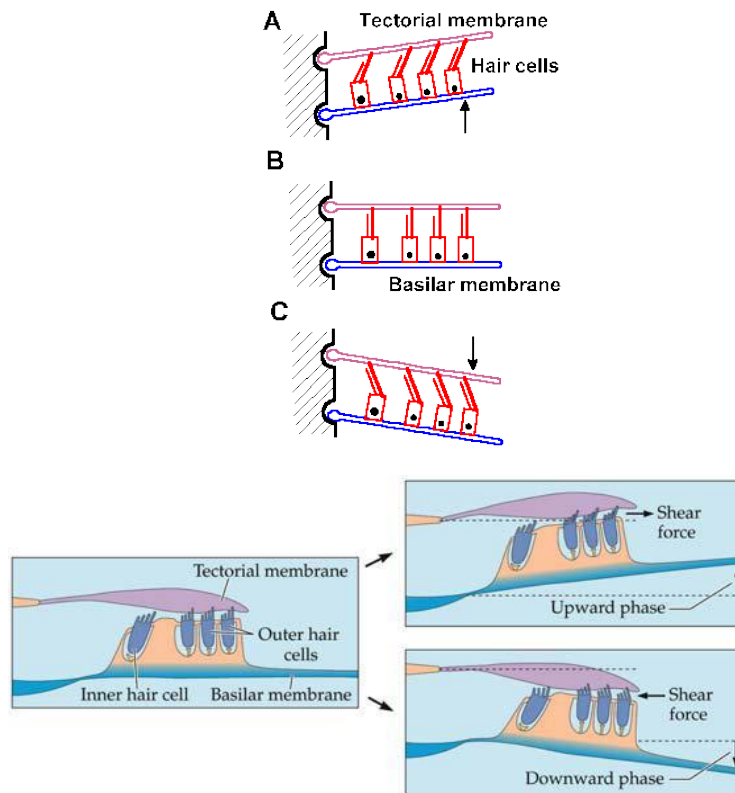 A
Tectorial membrane
Hair cells
B
Basilar membrane
C
Tectorial membrane
Outer hair
cells
Inner hair cell
Basilar membrane
Shear
force
Upward phase
Shear
force
Downward phase